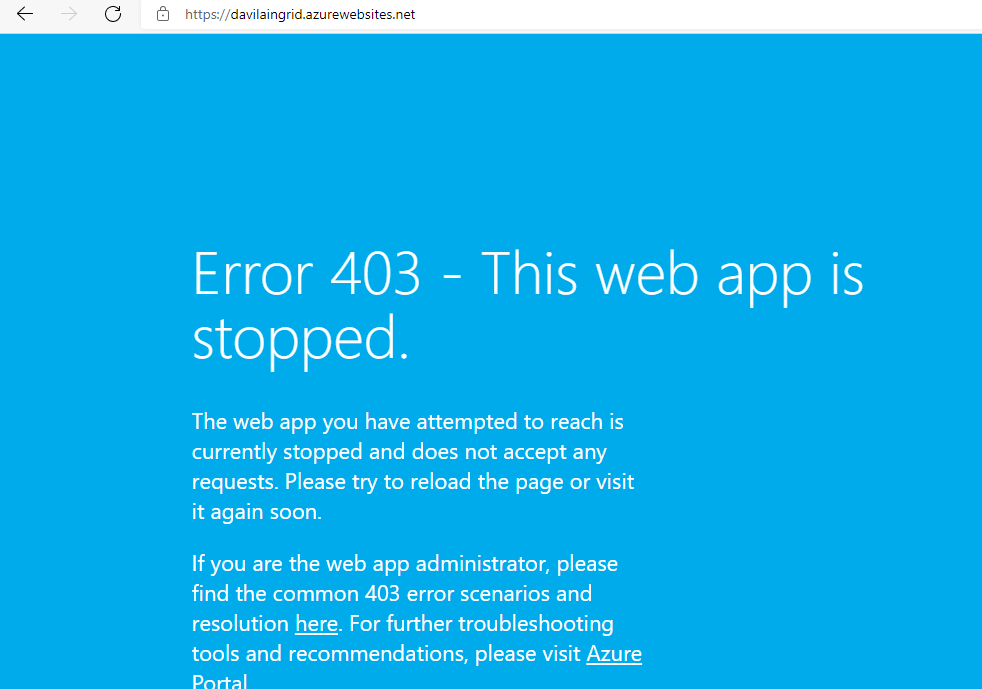 https://davilaingrid.azurewebsites.net
Error 403 - This web app is
stopped.
The web app you have attempted to reach is
currently stopped and does not accept any
requests. Please try to reload the page or visit
it again soon.
If you are the web app administrator, please
find the common 403 error scenarios and
resolution here. For further troubleshooting
tools and recommendations, please visit Azure
Portal